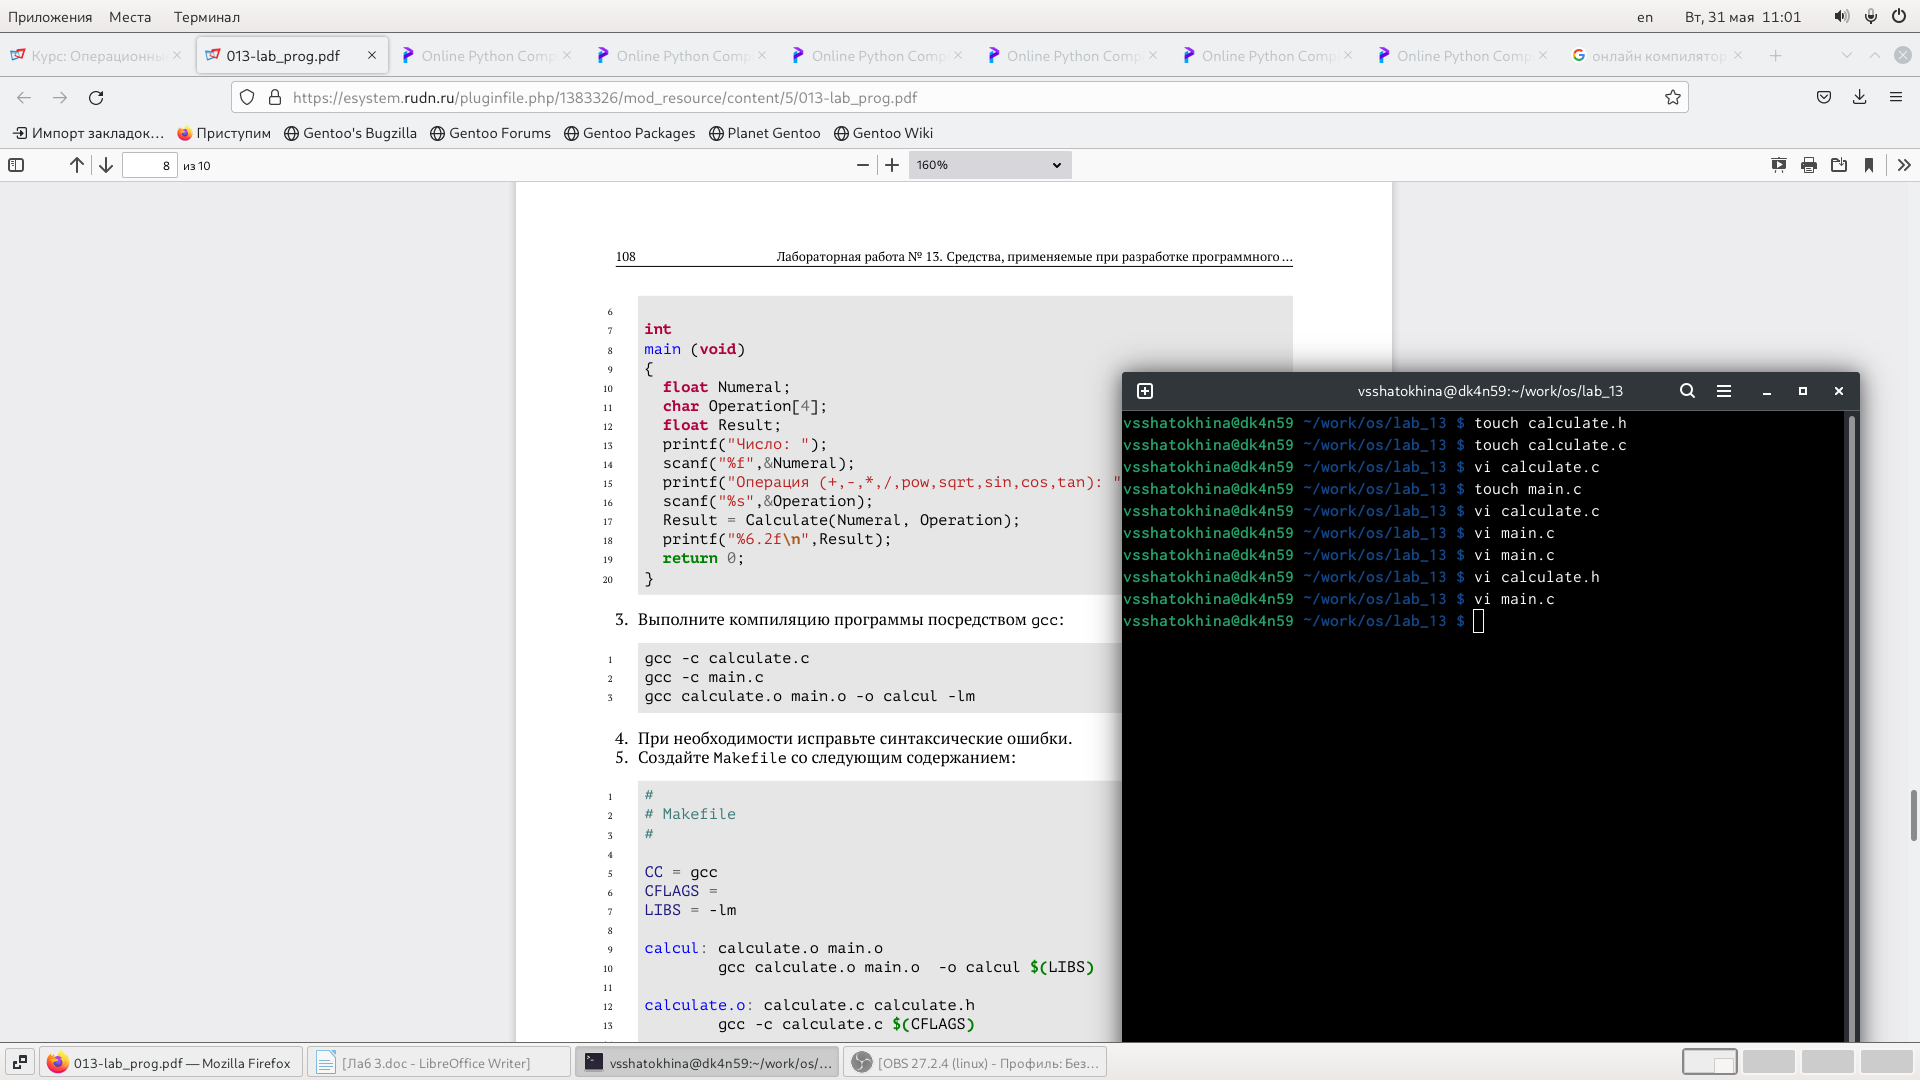 Приложения Места Терминал en Вт, 31 мая 11:01
Курс: Операционны 013-lab_prog.pdf Online Python Comp Online Python Comp Online Python Comp Online Python Comp Online Python Comp Online Python Comp онлайн компилятор
https://esystem.rudn.ru/pluginfile.php/1383326/mod_resource/content/5/013-lab_prog.pdf
Импорт закладок… Приступим Gentoo's Bugzilla Gentoo Forums Gentoo Packages Planet Gentoo Gentoo Wiki
8 из 10 160%
108 Лабораторная работа № 13. Средства, применяемые при разработке программного …
6
7 int
8 main (void)
9 {
10 float Numeral;
11 char Operation[4];
12 float Result;
13 printf("Число: ");
14 scanf("%f",&Numeral);
15 printf("Операция (+,-,*,/,pow,sqrt,sin,cos,tan): "
16 scanf("%s",&Operation);
17 Result = Calculate(Numeral, Operation);
18 printf("%6.2f\n",Result);
19 return 0;
20 }
3. Выполните компиляцию программы посредством gcc:
1 gcc -c calculate.c
2 gcc -c main.c
3 gcc calculate.o main.o -o calcul -lm
4. При необходимости исправьте синтаксические ошибки.
5. Создайте Makefile со следующим содержанием:
1 #
2 # Makefile
3 #
4
5 CC = gcc
6 CFLAGS =
7 LIBS = -lm
8
9 calcul: calculate.o main.o
10 gcc calculate.o main.o -o calcul $(LIBS)
11
12 calculate.o: calculate.c calculate.h
13 gcc -c calculate.c $(CFLAGS)
vsshatokhina@dk4n59:~/work/os/lab_13
vsshatokhina@dk4n59 ~/work/os/lab_13 $ touch calculate.h
vsshatokhina@dk4n59 ~/work/os/lab_13 $ touch calculate.c
vsshatokhina@dk4n59 ~/work/os/lab_13 $ vi calculate.c
vsshatokhina@dk4n59 ~/work/os/lab_13 $ touch main.c
vsshatokhina@dk4n59 ~/work/os/lab_13 $ vi calculate.c
vsshatokhina@dk4n59 ~/work/os/lab_13 $ vi main.c
vsshatokhina@dk4n59 ~/work/os/lab_13 $ vi main.c
vsshatokhina@dk4n59 ~/work/os/lab_13 $ vi calculate.h
vsshatokhina@dk4n59 ~/work/os/lab_13 $ vi main.c
vsshatokhina@dk4n59 ~/work/os/lab_13 $
013-lab_prog.pdf — Mozilla Firefox [Лаб 3.doc - LibreOffice Writer] vsshatokhina@dk4n59:~/work/os/… [OBS 27.2.4 (linux) - Профиль: Без…